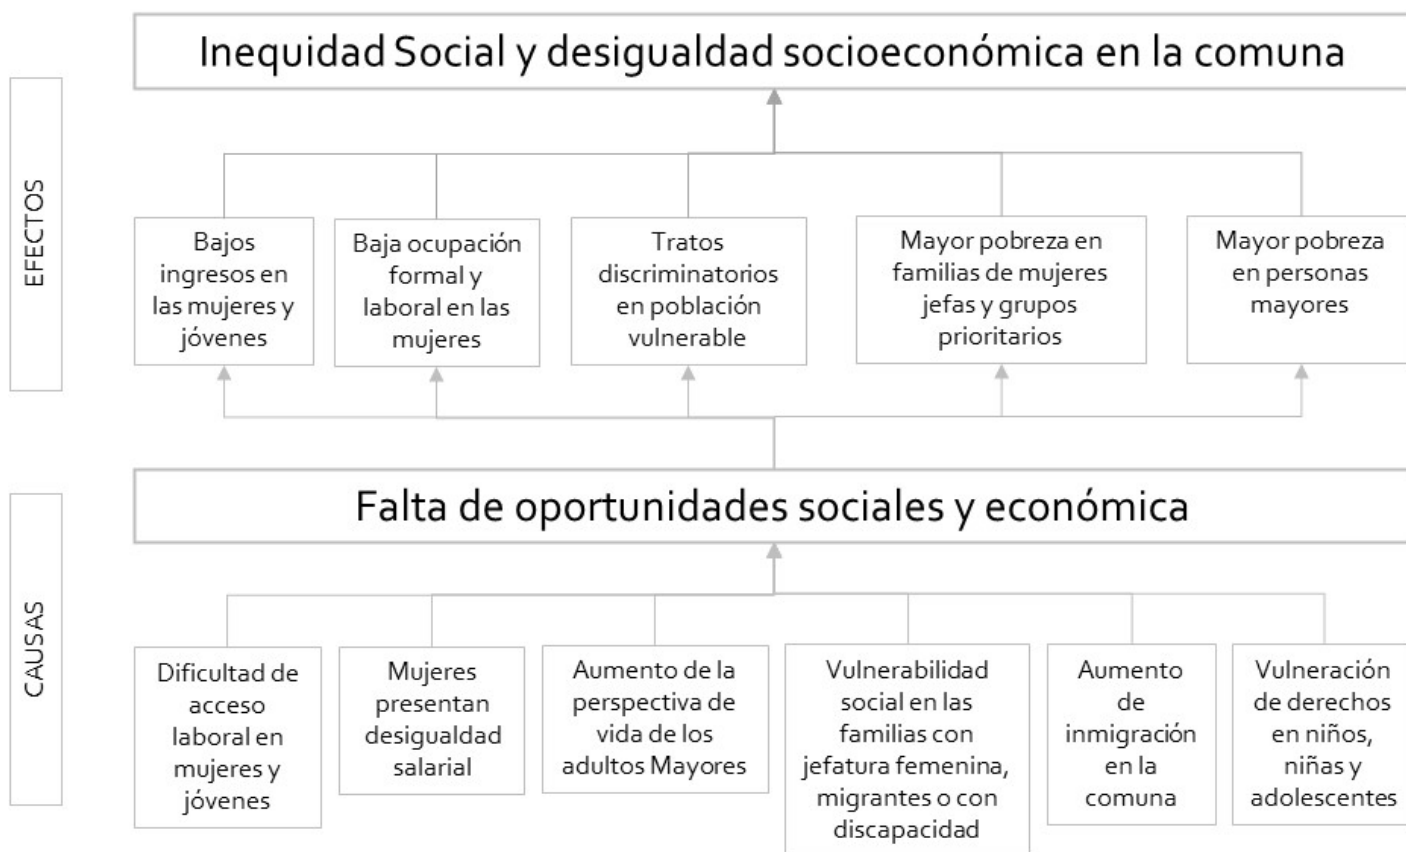 Inequidad Social y desigualdad socioeconómica en la comuna
EFECTOS
Bajos
ingresos en
las mujeres y
jóvenes
Baja ocupación
formal y
laboral en las
mujeres
Tratos
discriminatorios
en población
vulnerable
Mayor pobreza en
familias de mujeres
jefas y grupos
prioritarios
Mayor pobreza
en personas
mayores
Falta de oportunidades sociales y económica
CAUSAS
Dificultad de
acceso
laboral en
mujeres y
jóvenes
Mujeres
presentan
desigualdad
salarial
Aumento de la
perspectiva de
vida de los
adultos Mayores
Vulnerabilidad
social en las
familias con
jefatura femenina,
migrantes o con
discapacidad
Aumento
de
inmigración
en la
comuna
Vulneración
de derechos
en niños,
niñas y
adolescentes